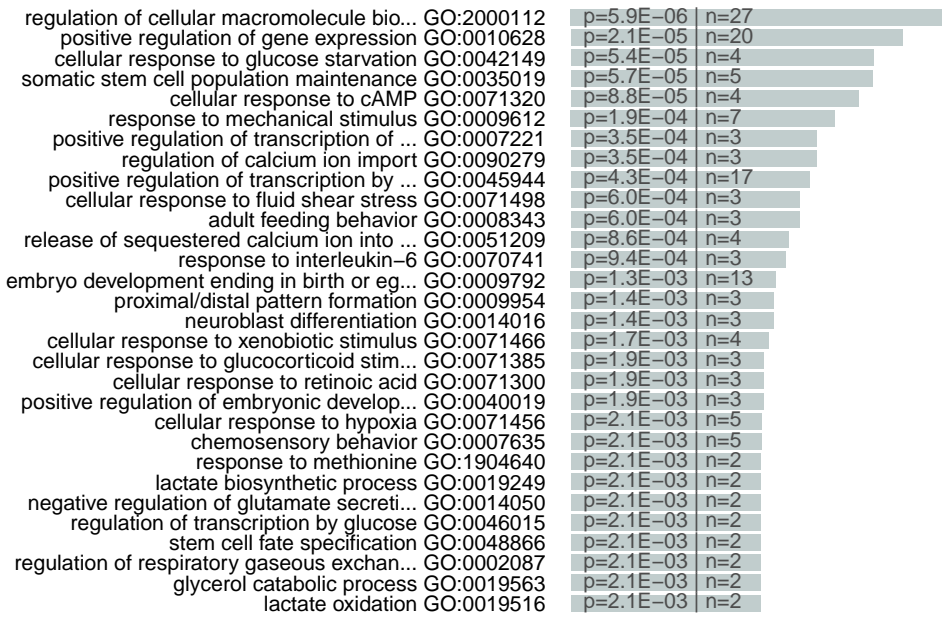 regulation of cellular macromolecule bio... GO:2000112 p=5.9E−06 n=27
positive regulation of gene expression GO:0010628 p=2.1E−05 n=20
cellular response to glucose starvation GO:0042149 p=5.4E−05 n=4
somatic stem cell population maintenance GO:0035019 p=5.7E−05 n=5
cellular response to cAMP GO:0071320 p=8.8E−05 n=4
response to mechanical stimulus GO:0009612 p=1.9E−04 n=7
positive regulation of transcription of ... GO:0007221 p=3.5E−04 n=3
regulation of calcium ion import GO:0090279 p=3.5E−04 n=3
positive regulation of transcription by ... GO:0045944 p=4.3E−04 n=17
cellular response to fluid shear stress GO:0071498 p=6.0E−04 n=3
adult feeding behavior GO:0008343 p=6.0E−04 n=3
release of sequestered calcium ion into ... GO:0051209 p=8.6E−04 n=4
response to interleukin−6 GO:0070741 p=9.4E−04 n=3
embryo development ending in birth or eg... GO:0009792 p=1.3E−03 n=13
proximal/distal pattern formation GO:0009954 p=1.4E−03 n=3
neuroblast differentiation GO:0014016 p=1.4E−03 n=3
cellular response to xenobiotic stimulus GO:0071466 p=1.7E−03 n=4
cellular response to glucocorticoid stim... GO:0071385 p=1.9E−03 n=3
cellular response to retinoic acid GO:0071300 p=1.9E−03 n=3
positive regulation of embryonic develop... GO:0040019 p=1.9E−03 n=3
cellular response to hypoxia GO:0071456 p=2.1E−03 n=5
chemosensory behavior GO:0007635 p=2.1E−03 n=5
response to methionine GO:1904640 p=2.1E−03 n=2
lactate biosynthetic process GO:0019249 p=2.1E−03 n=2
negative regulation of glutamate secreti... GO:0014050 p=2.1E−03 n=2
regulation of transcription by glucose GO:0046015 p=2.1E−03 n=2
stem cell fate specification GO:0048866 p=2.1E−03 n=2
regulation of respiratory gaseous exchan... GO:0002087 p=2.1E−03 n=2
glycerol catabolic process GO:0019563 p=2.1E−03 n=2
lactate oxidation GO:0019516 p=2.1E−03 n=2